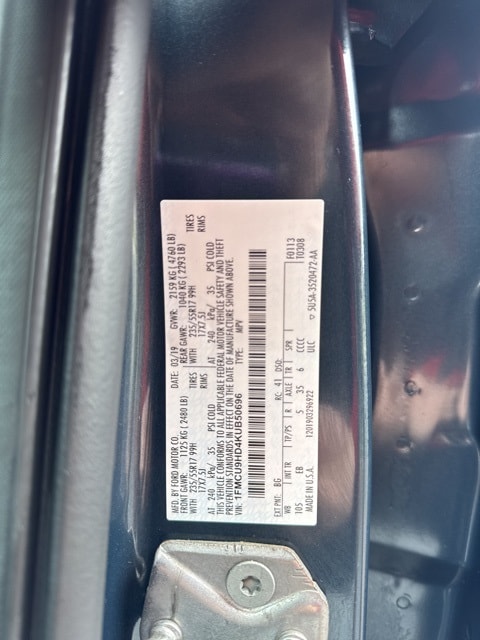 MFD. BY FORD MOTOR CO. DATE: 03/19 GVWR: 2159 KG ( 4760 LB)
FRONT GAWR: 1125 KG ( 2480 LB) REAR GAWR: 1040 KG ( 2293 LB)
WITH 235/55R17 99H TIRES WITH 235/55R17 99H TIRES
17X7.5J RIMS 17X7.5J RIMS
AT 240 kPa/ 35 PSI COLD AT 240 kPa/ 35 PSI COLD
THIS VEHICLE CONFORMS TO ALL APPLICABLE FEDERAL MOTOR VEHICLE SAFETY AND THEFT
PREVENTION STANDARDS IN EFFECT ON THE DATE OF MANUFACTURE SHOWN ABOVE.
VIN: 1FMCU9HD4KUB50696 TYPE: MPV
EXT PNT: BG RC: 41 DSO: F0113
WB INT TR TP/PS R AXLE TR SPR T0308
105 EB 5 35 6 CCCC
MADE IN U.S.A. 1201903296922 ULC ▽ 5U5A-3520472-AA